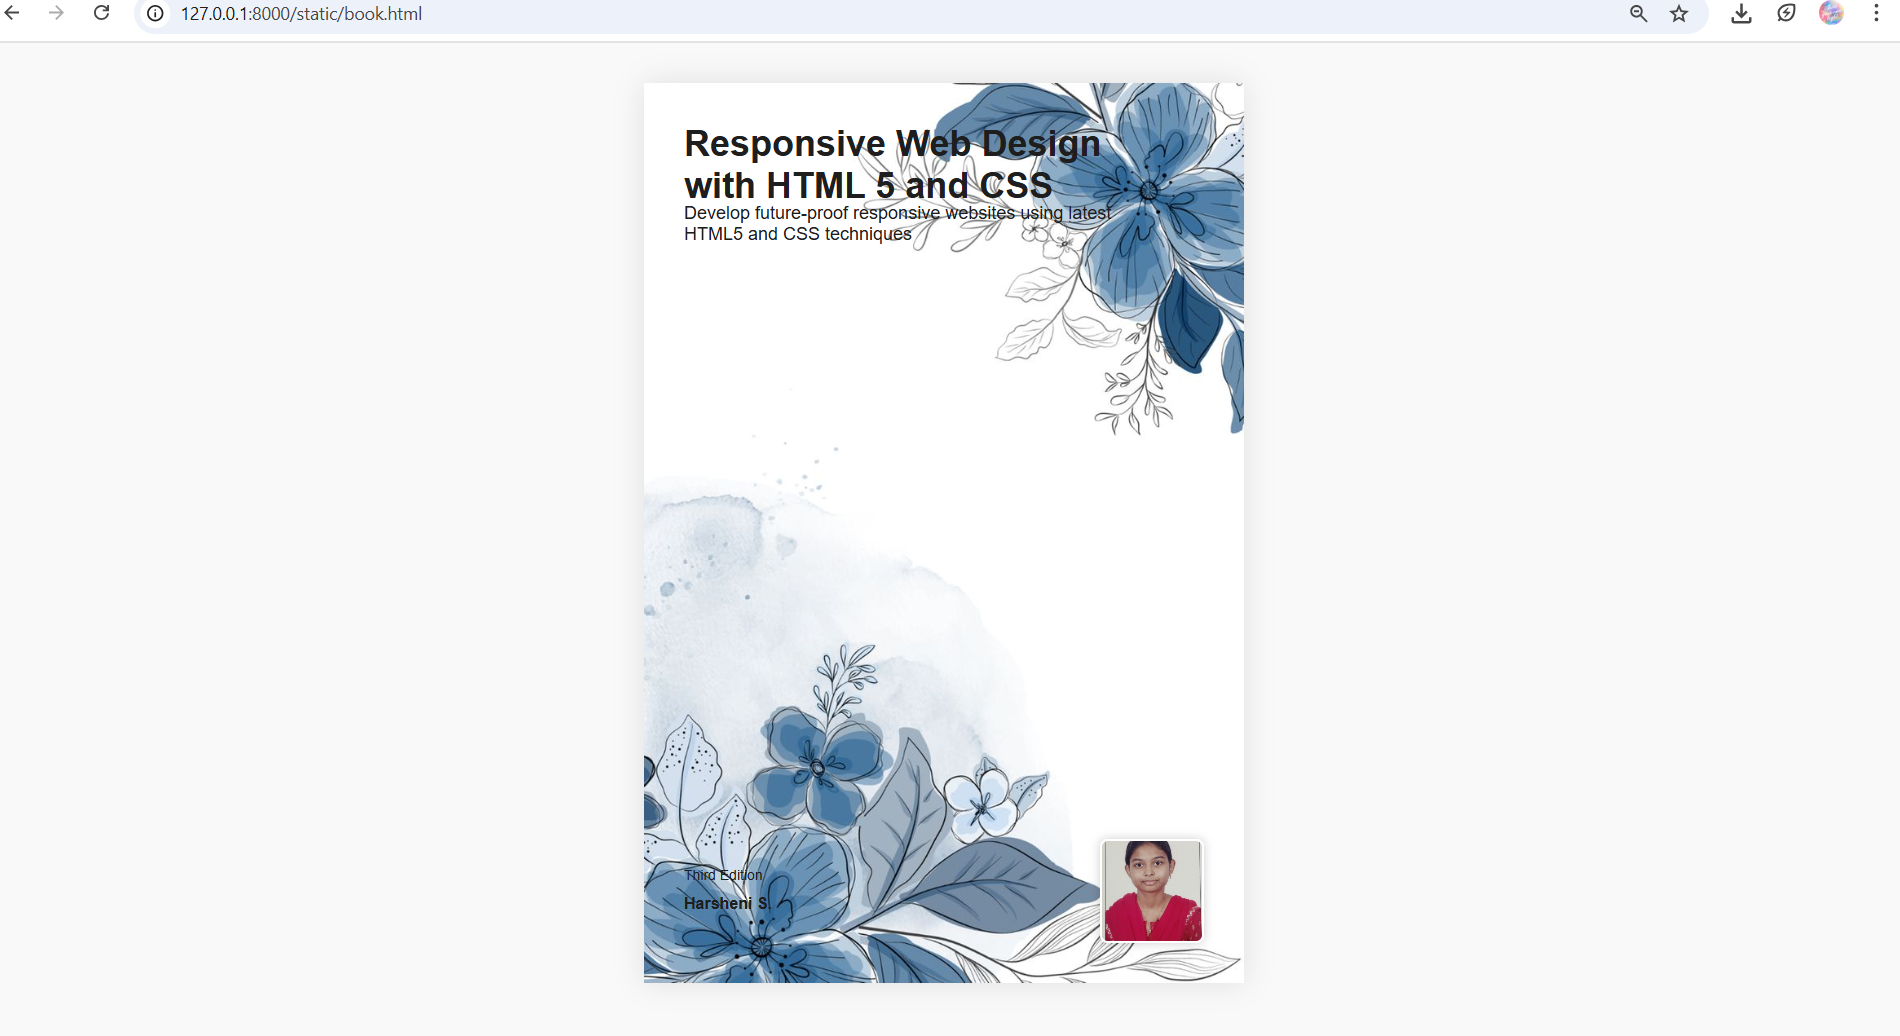 127.0.0.1:8000/static/book.html
Responsive Web Design
with HTML 5 and CSS
Develop future-proof responsive websites using latest
HTML5 and CSS techniques
Third Edition
Harsheni S.